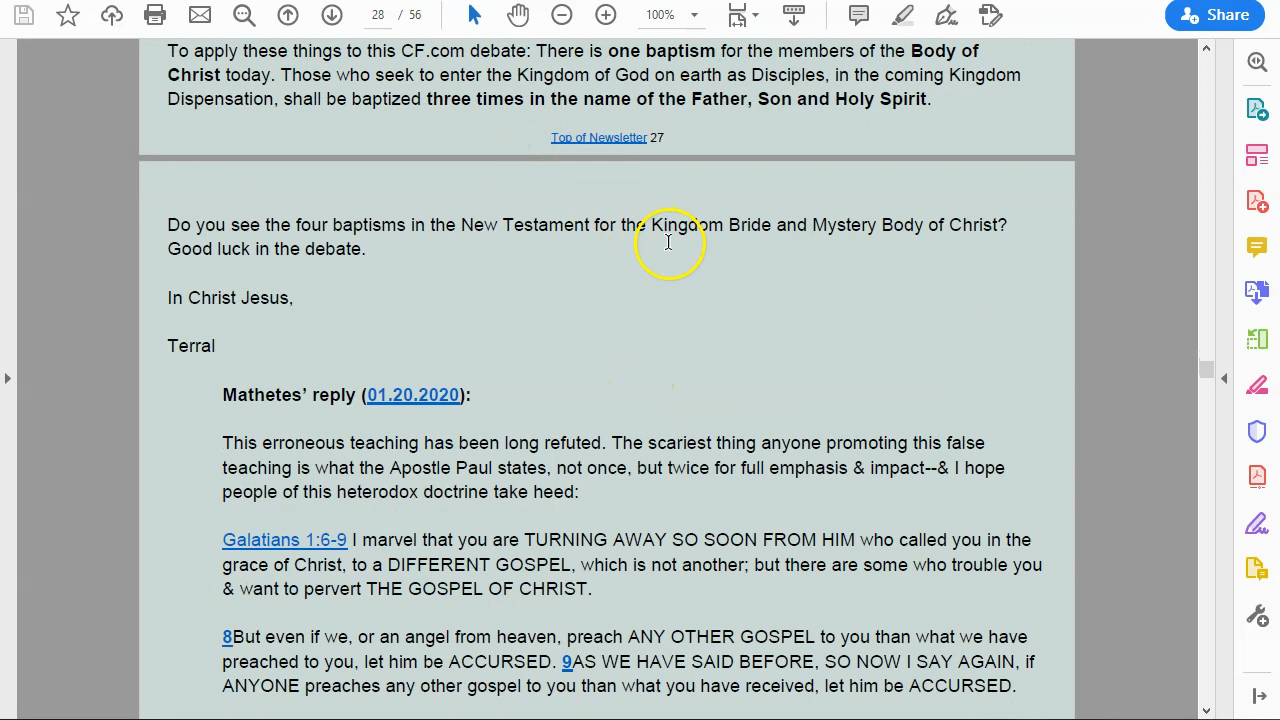 28 / 56
100%
Share
To apply these things to this CF.com debate: There is one baptism for the members of the Body of
Christ today. Those who seek to enter the Kingdom of God on earth as Disciples, in the coming Kingdom
Dispensation, shall be baptized three times in the name of the Father, Son and Holy Spirit.
Top of Newsletter 27
Do you see the four baptisms in the New Testament for the Kingdom Bride and Mystery Body of Christ?
Good luck in the debate.
In Christ Jesus,
Terral
Mathetes’ reply (01.20.2020):
This erroneous teaching has been long refuted. The scariest thing anyone promoting this false
teaching is what the Apostle Paul states, not once, but twice for full emphasis & impact--& I hope
people of this heterodox doctrine take heed:
Galatians 1:6-9 I marvel that you are TURNING AWAY SO SOON FROM HIM who called you in the
grace of Christ, to a DIFFERENT GOSPEL, which is not another; but there are some who trouble you
& want to pervert THE GOSPEL OF CHRIST.
8But even if we, or an angel from heaven, preach ANY OTHER GOSPEL to you than what we have
preached to you, let him be ACCURSED. 9AS WE HAVE SAID BEFORE, SO NOW I SAY AGAIN, if
ANYONE preaches any other gospel to you than what you have received, let him be ACCURSED.